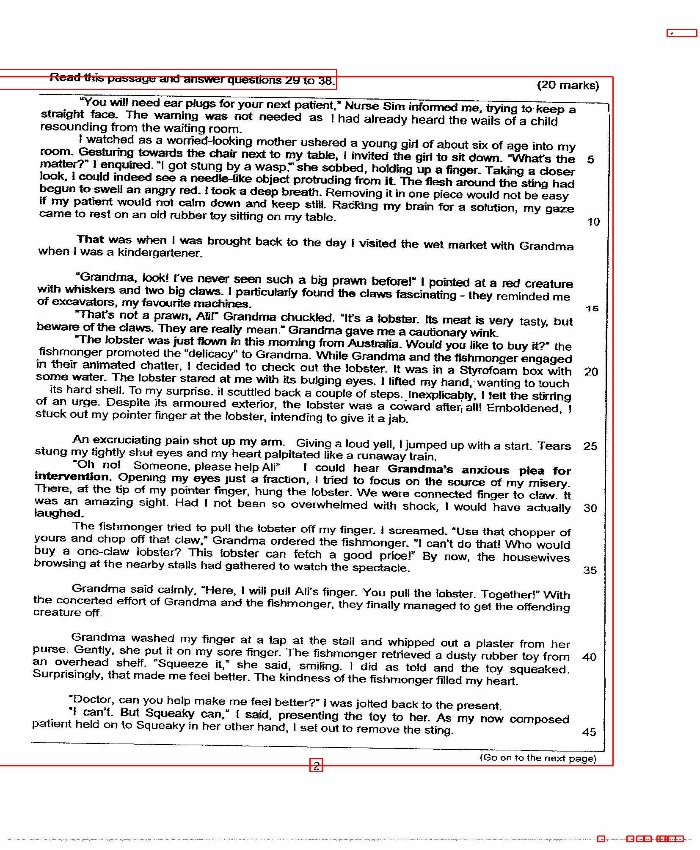 Read this passage and answer questions 29 to 38.
(20 marks)
"You will need ear plugs for your next patient," Nurse Sim informed me, trying to keep a
straight face. The warning was not needed as I had already heard the wails of a child
resounding from the waiting room.
I watched as a worried-looking mother ushered a young girl of about six of age into my
room. Gesturing towards the chair next to my table, I invited the girl to sit down. "What's the 5
matter?" I enquired. "I got stung by a wasp," she sobbed, holding up a finger. Taking a closer
look, I could indeed see a needle-like object protruding from it. The flesh around the sting had
begun to swell an angry red. I took a deep breath. Removing it in one piece would not be easy
if my patient would not calm down and keep still. Racking my brain for a solution, my gaze
came to rest on an old rubber toy sitting on my table. 10
That was when I was brought back to the day I visited the wet market with Grandma
when I was a kindergartener.
"Grandma, look! I've never seen such a big prawn before!" I pointed at a red creature
with whiskers and two big claws. I particularly found the claws fascinating - they reminded me
of excavators, my favourite machines. 15
"That's not a prawn, Ali!" Grandma chuckled. "It's a lobster. Its meat is very tasty, but
beware of the claws. They are really mean." Grandma gave me a cautionary wink.
"The lobster was just flown in this morning from Australia. Would you like to buy it?" the
fishmonger promoted the "delicacy" to Grandma. While Grandma and the fishmonger engaged
in their animated chatter, I decided to check out the lobster. It was in a Styrofoam box with 20
some water. The lobster stared at me with its bulging eyes. I lifted my hand, wanting to touch
its hard shell. To my surprise. it scuttled back a couple of steps. Inexplicably, I felt the stirring
of an urge. Despite its armoured exterior, the lobster was a coward after, all! Emboldened, I
stuck out my pointer finger at the lobster, intending to give it a jab.
An excruciating pain shot up my arm. Giving a loud yell, I jumped up with a start. Tears 25
stung my tightly shut eyes and my heart palpitated like a runaway train.
"Oh no! Someone, please help Ali" I could hear Grandma's anxious plea for
intervention. Opening my eyes just a fraction, I tried to focus on the source of my misery.
There, at the tip of my pointer finger, hung the lobster. We were connected finger to claw. It
was an amazing sight. Had I not been so overwhelmed with shock, I would have actually 30
laughed.
The fishmonger tried to pull the lobster off my finger. I screamed. "Use that chopper of
yours and chop off that claw," Grandma ordered the fishmonger. "I can't do that! Who would
buy a one-claw lobster? This lobster can fetch a good price!" By now, the housewives
browsing at the nearby stalls had gathered to watch the spectacle. 35
Grandma said calmly, "Here, I will pull Ali's finger. You pull the lobster. Together!" With
the concerted effort of Grandma and the fishmonger, they finally managed to get the offending
creature off.
Grandma washed my finger at a tap at the stall and whipped out a plaster from her
purse. Gently, she put it on my sore finger. The fishmonger retrieved a dusty rubber toy from 40
an overhead shelf. "Squeeze it," she said, smiling. I did as told and the toy squeaked.
Surprisingly, that made me feel better. The kindness of the fishmonger filled my heart.
"Doctor, can you help make me feel better?" I was jolted back to the present.
"I can't. But Squeaky can," I said, presenting the toy to her. As my now composed
patient held on to Squeaky in her other hand, I set out to remove the sting. 45
(Go on to the next page)
2